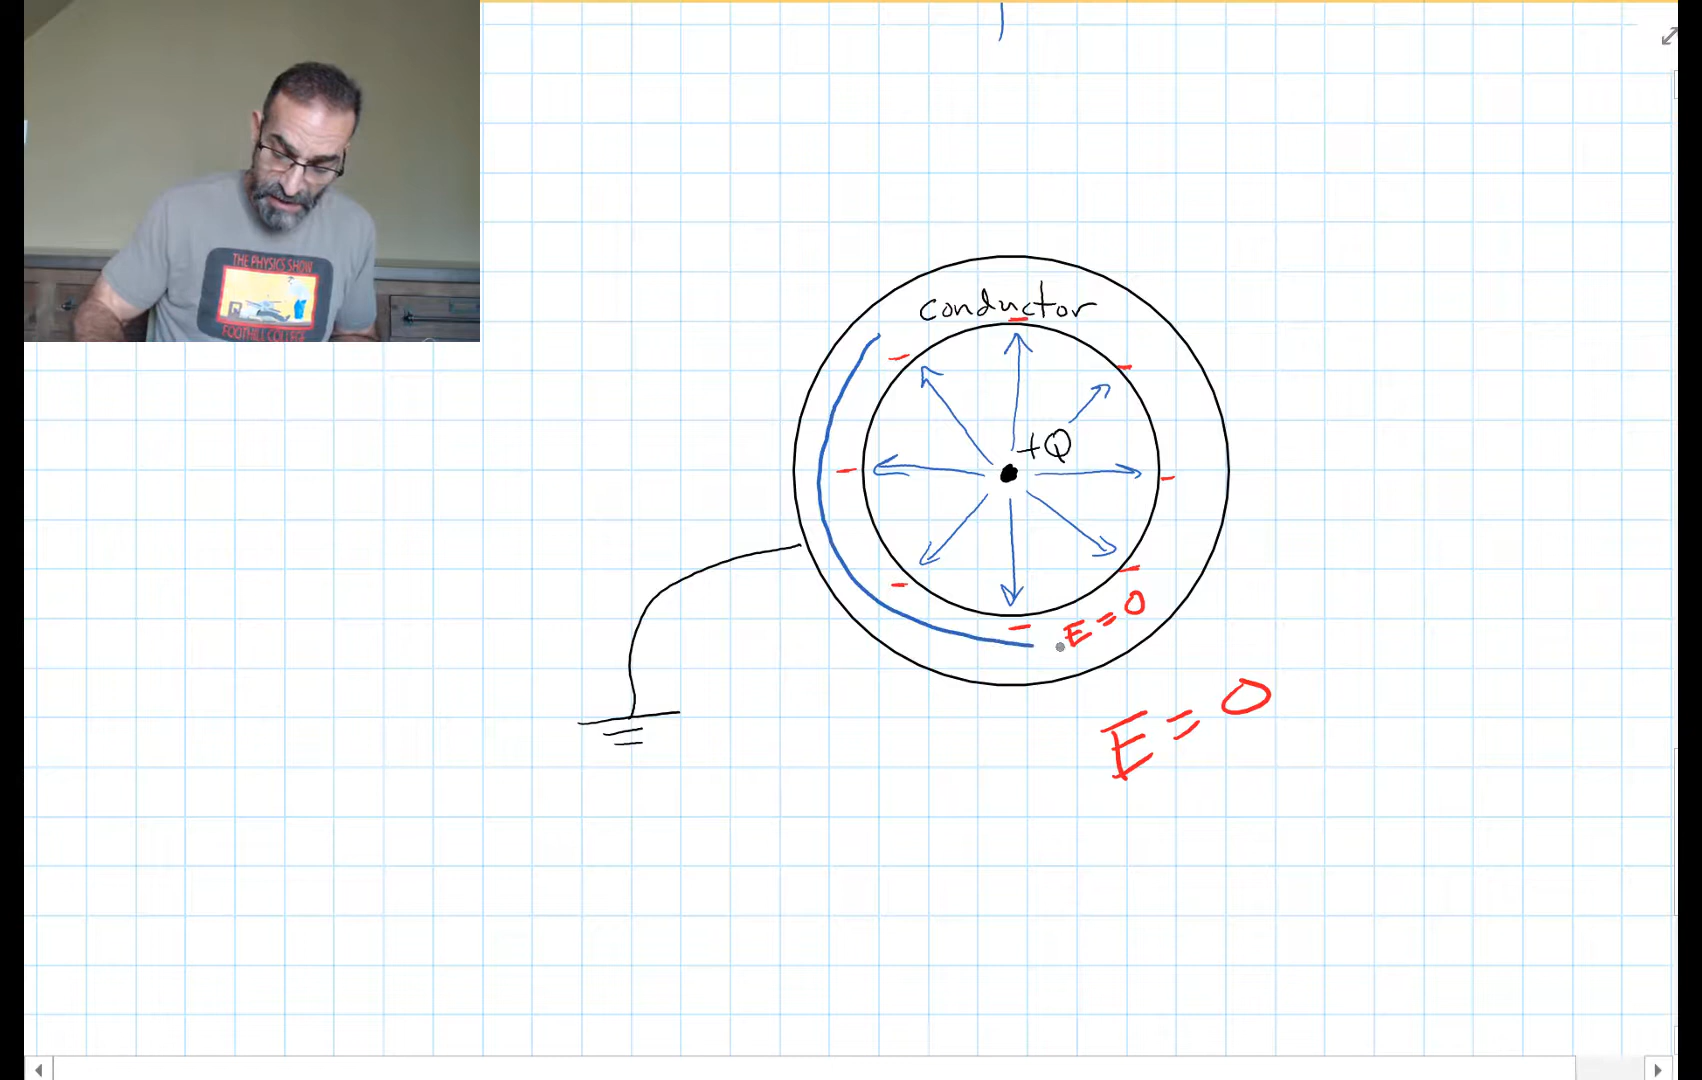 THE PHYSICS SHOW
FOOTHILL COLLEGE
conductor
+Q
E=0
E=0